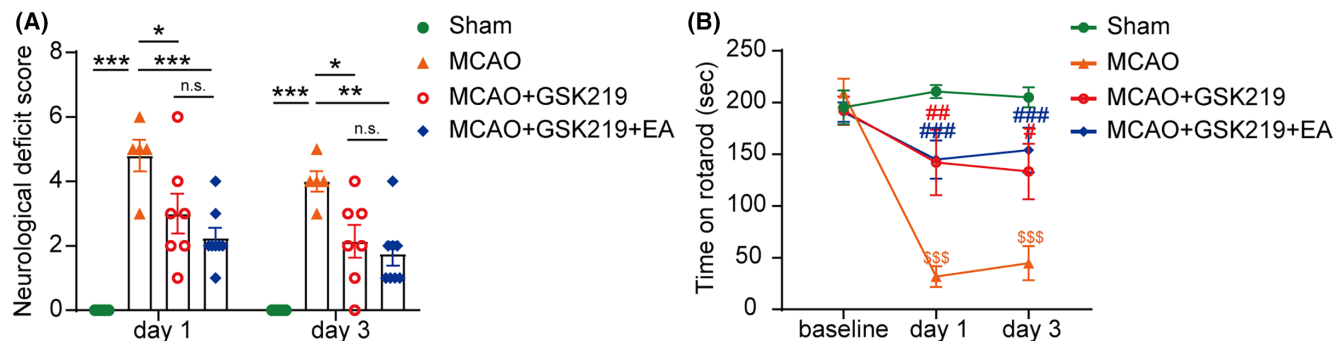 (A)
Neurological deficit score
8
6
4
2
0
*
*** ***
n.s.
*
*** **
n.s.
day 1 day 3
Sham
MCAO
MCAO+GSK219
MCAO+GSK219+EA
(B)
Time on rotarod (sec)
250
200
150
100
50
0
##
###
###
#
$$$
$$$
baseline day 1 day 3
Sham
MCAO
MCAO+GSK219
MCAO+GSK219+EA